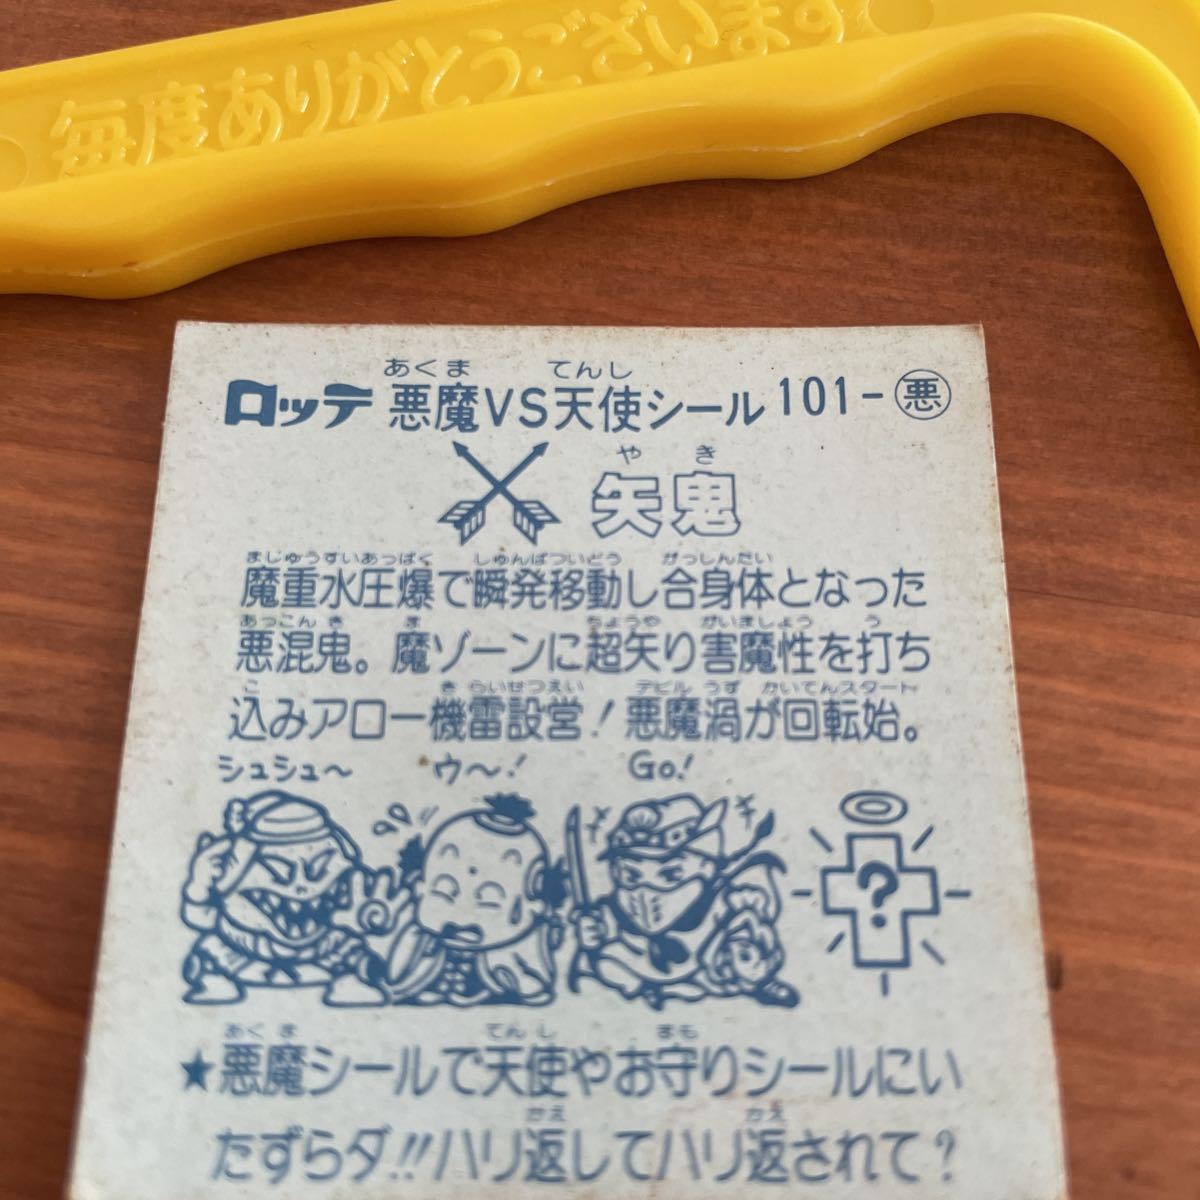 毎度ありがとうございます
あくま てんし
ロッテ 悪魔VS天使シール 101-悪
やき
矢鬼
まじゅうすいあっぱく しゅんぱついどう がっしんたい
魔重水圧爆で瞬発移動し合身体となった
あっこんき ま ちょうや がいましょう う
悪混鬼。魔ゾーンに超矢り害魔性を打ち
こ きらいせつえい デビルうず かいてんスタート
込みアロー機雷設営!悪魔渦が回転始。
シュシュ〜 ウ〜! Go!
?
あくま てんし まも
★悪魔シールで天使やお守りシールにい
かえ かえ
たずらダ!!ハリ返してハリ返されて?